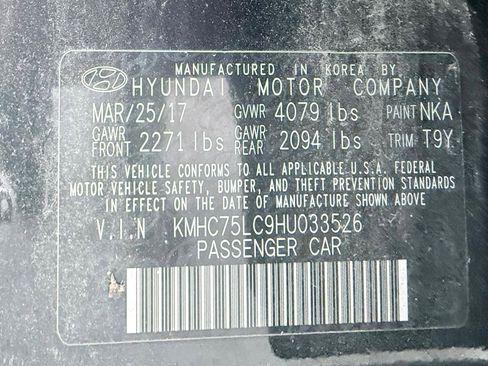 MANUFACTURED IN KOREA BY
HYUNDAI MOTOR COMPANY
MAR/25/17 GVWR 4079 lbs PAINT NKA
GAWR FRONT 2271 lbs GAWR REAR 2094 lbs TRIM T9Y
THIS VEHICLE CONFORMS TO ALL APPLICABLE U.S.A. FEDERAL
MOTOR VEHICLE SAFETY, BUMPER, AND THEFT PREVENTION STANDARDS
IN EFFECT ON THE DATE OF MANUFACTURE SHOWN ABOVE.
V.I.N KMHC75LC9HU033526
PASSENGER CAR